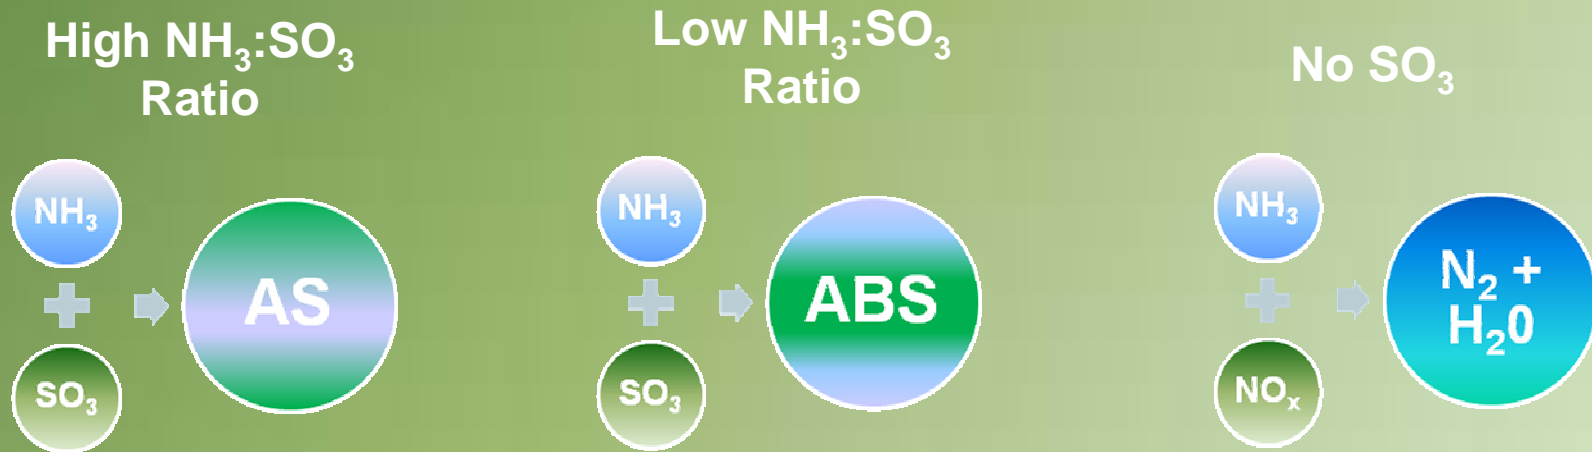 High NH₃:SO₃
Ratio
NH₃
SO₃
AS
Low NH₃:SO₃
Ratio
NH₃
SO₃
ABS
No SO₃
NH₃
NOₓ
N₂ +
H₂0